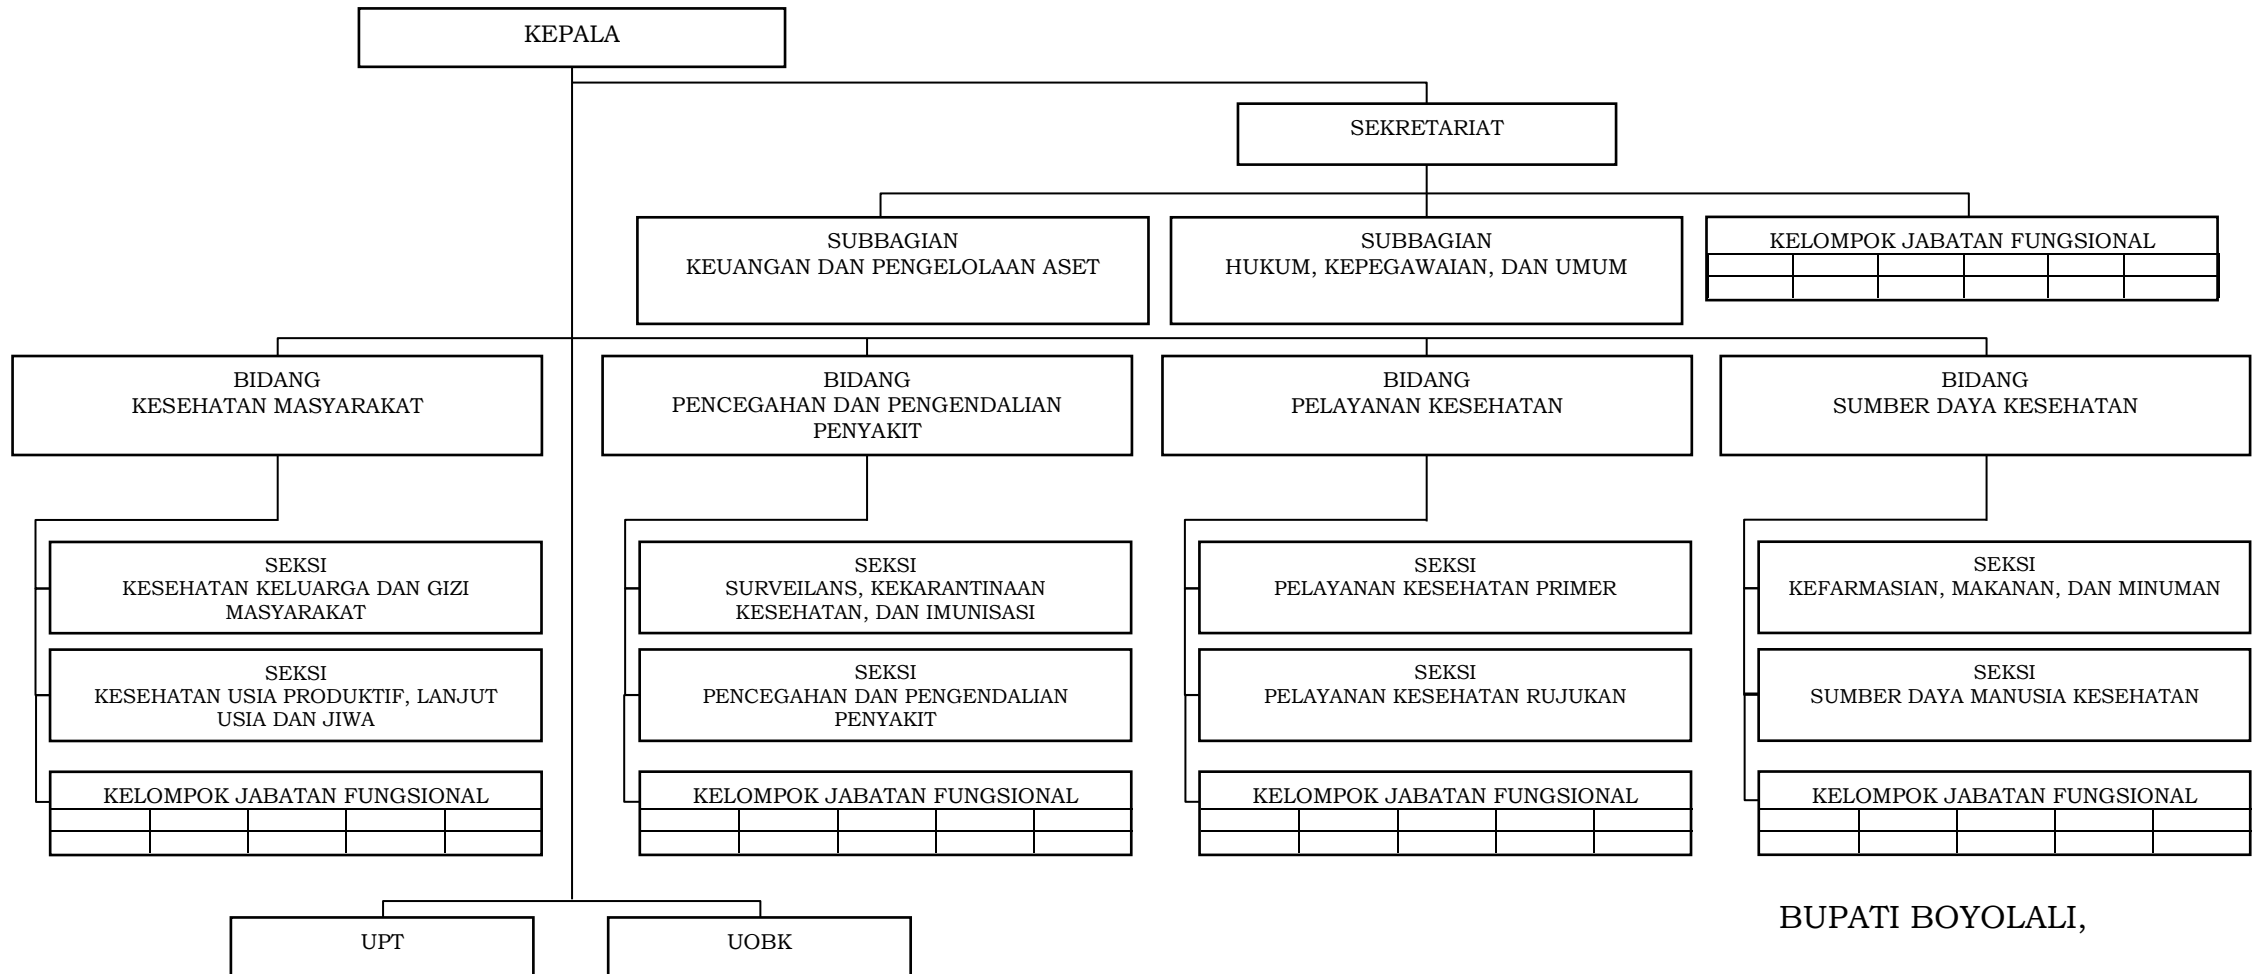 KEPALA
SEKRETARIAT
SUBBAGIAN
KEUANGAN DAN PENGELOLAAN ASET
SUBBAGIAN
HUKUM, KEPEGAWAIAN, DAN UMUM
KELOMPOK JABATAN FUNGSIONAL
BIDANG
KESEHATAN MASYARAKAT
BIDANG
PENCEGAHAN DAN PENGENDALIAN
PENYAKIT
BIDANG
PELAYANAN KESEHATAN
BIDANG
SUMBER DAYA KESEHATAN
SEKSI
KESEHATAN KELUARGA DAN GIZI
MASYARAKAT
SEKSI
SURVEILANS, KEKARANTINAAN
KESEHATAN, DAN IMUNISASI
SEKSI
PELAYANAN KESEHATAN PRIMER
SEKSI
KEFARMASIAN, MAKANAN, DAN MINUMAN
SEKSI
KESEHATAN USIA PRODUKTIF, LANJUT
USIA DAN JIWA
SEKSI
PENCEGAHAN DAN PENGENDALIAN
PENYAKIT
SEKSI
PELAYANAN KESEHATAN RUJUKAN
SEKSI
SUMBER DAYA MANUSIA KESEHATAN
KELOMPOK JABATAN FUNGSIONAL
KELOMPOK JABATAN FUNGSIONAL
KELOMPOK JABATAN FUNGSIONAL
KELOMPOK JABATAN FUNGSIONAL
UPT
UOBK
BUPATI BOYOLALI,